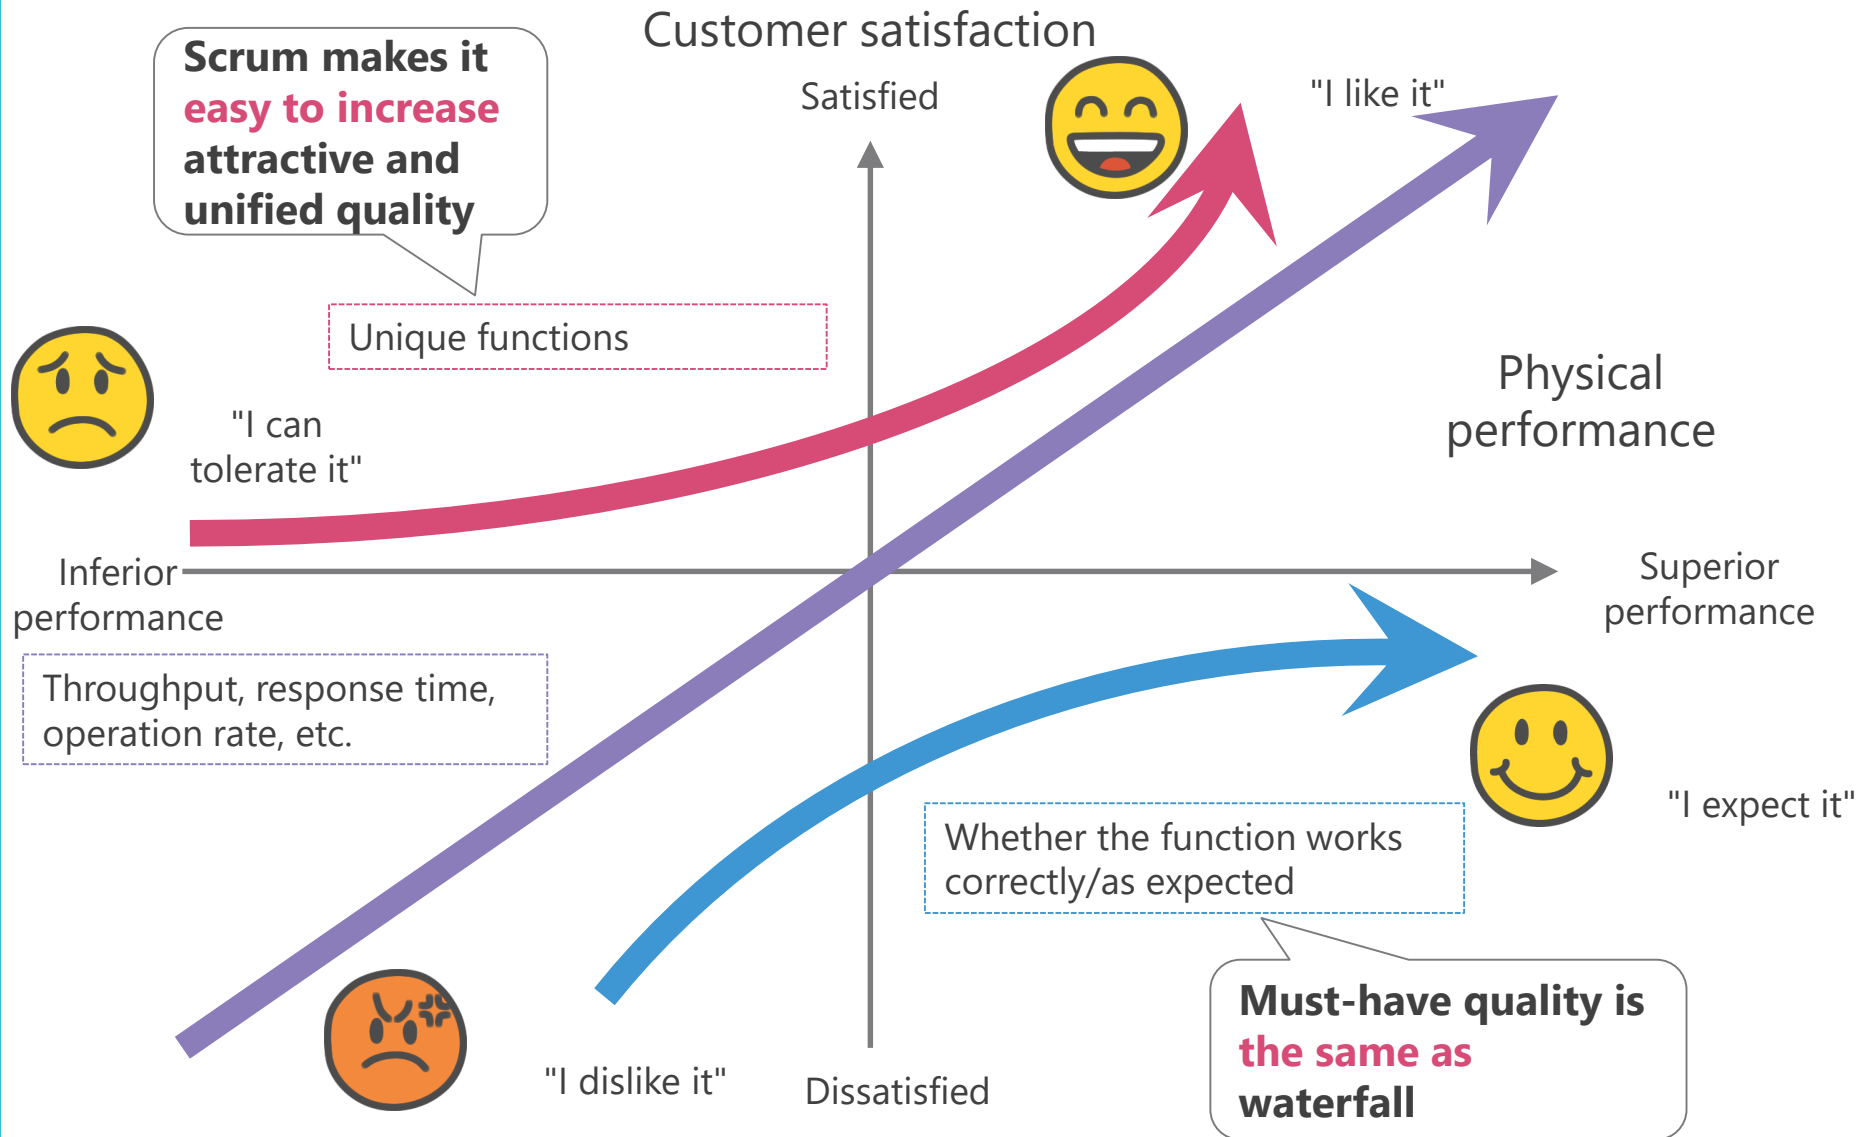 Customer satisfaction
Scrum makes it
easy to increase
attractive and
unified quality
Satisfied
"I like it"
Unique functions
"I can
tolerate it"
Physical
performance
Inferior
performance
Superior
performance
Throughput, response time,
operation rate, etc.
"I expect it"
Whether the function works
correctly/as expected
Must-have quality is
the same as
waterfall
"I dislike it"
Dissatisfied